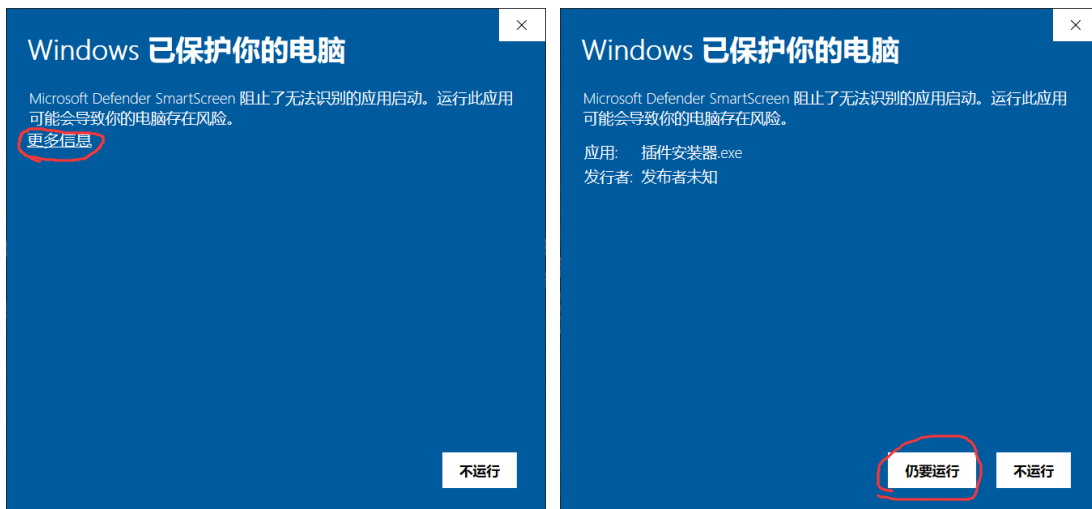 Windows 已保护你的电脑
Microsoft Defender SmartScreen 阻止了无法识别的应用启动。运行此应用
可能会导致你的电脑存在风险。
更多信息
不运行
Windows 已保护你的电脑
Microsoft Defender SmartScreen 阻止了无法识别的应用启动。运行此应用
可能会导致你的电脑存在风险。
应用: 插件安装器.exe
发行者: 发布者未知
仍要运行 不运行